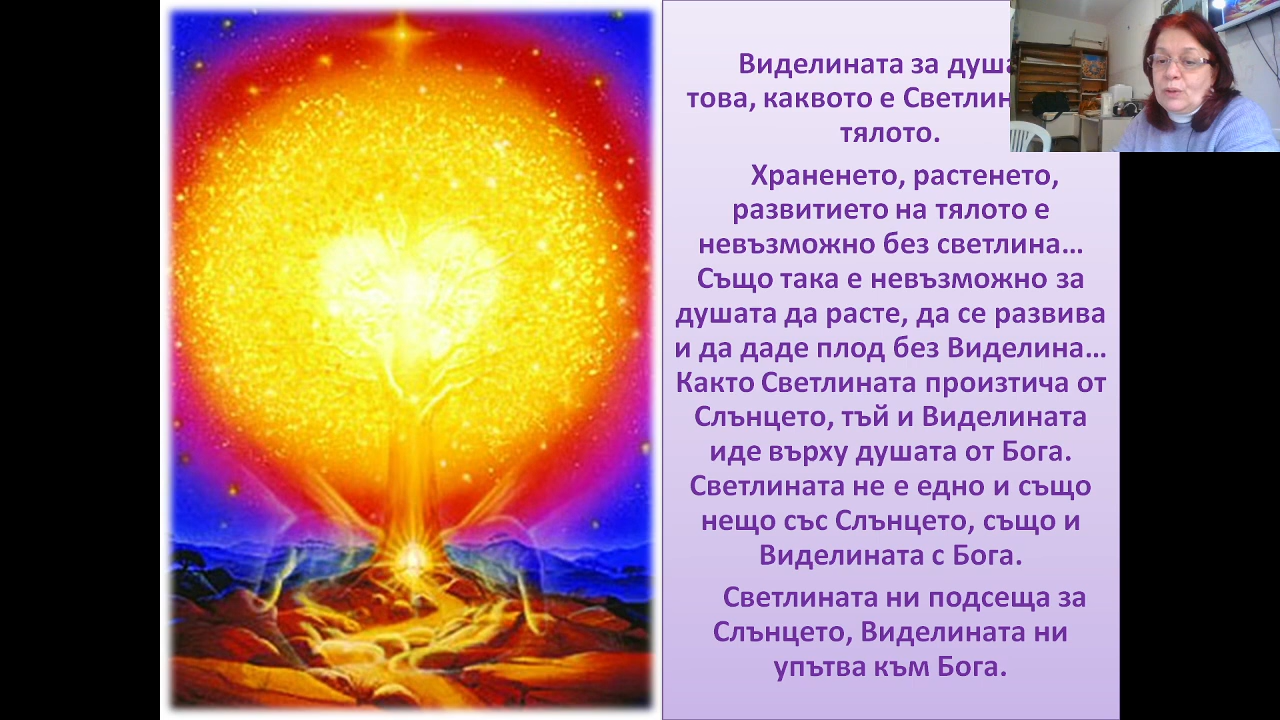 Виделината за
това, каквото е
тялото.
Храненето, растенето,
развитието на тялото е
невъзможно без светлина...
Също така е невъзможно за
душата да расте, да се развива
и да даде плод без Виделина...
Както Светлината произтича от
Слънцето, тъй и Виделината
иде върху душата от Бога.
Светлината не е едно и също
нещо със Слънцето, също и
Виделината с Бога.
Светлината ни подсеща за
Слънцето, Виделината ни
упътва към Бога.